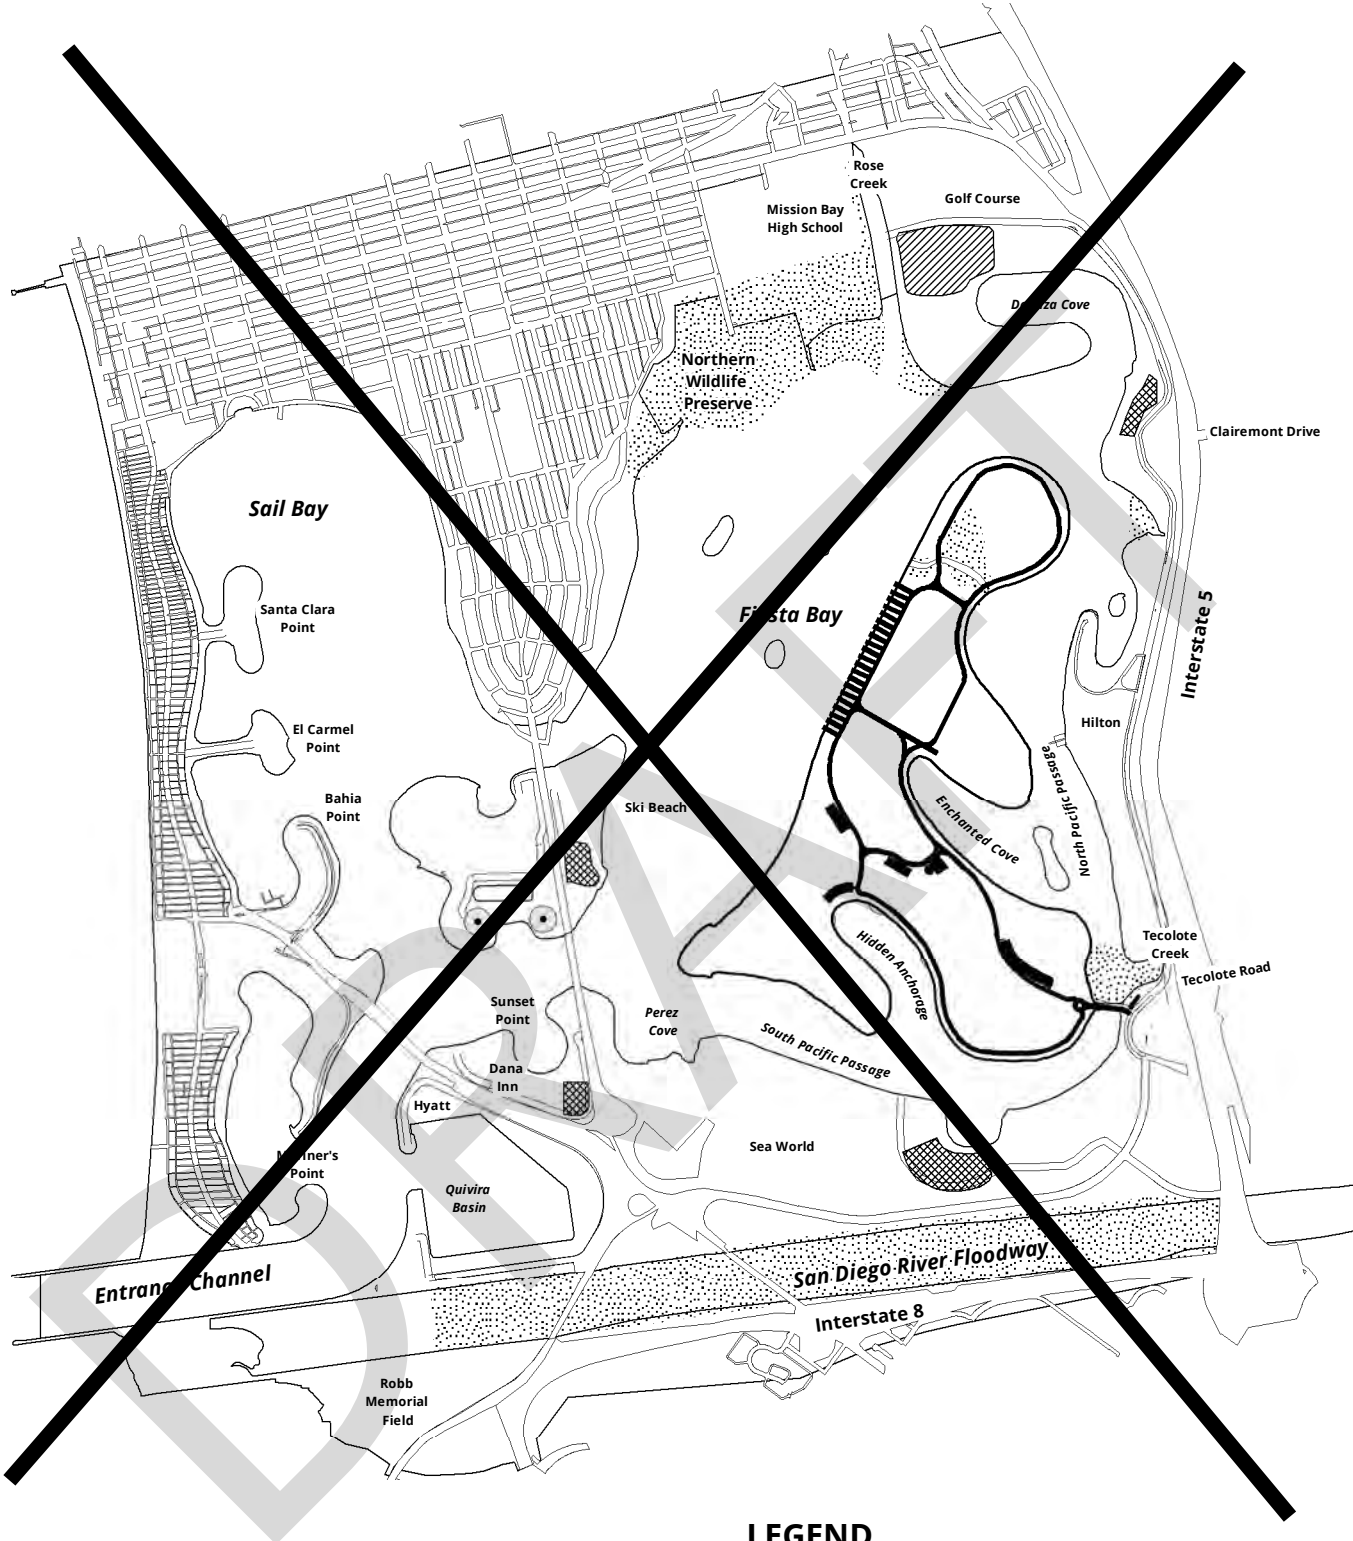 Rose
Creek
Golf Course
Mission Bay
High School
Cove
Northern
Wildlife
Preserve
Clairemont Drive
Sail Bay
Santa Clara
Point
Fiesta Bay
Interstate 5
El Carmel
Point
Hilton
North Pacific Passage
Bahia
Point
Ski Beach
Enchanted Cove
Hidden Anchorage
Tecolote
Creek
Tecolote Road
Sunset
Point
Perez
Cove
South Pacific Passage
Dana
Inn
Hyatt
Sea World
Mariner's
Point
Quivira
Basin
Entrance Channel
San Diego River Floodway
Interstate 8
Robb
Memorial
Field
DRAFT
LEGEND